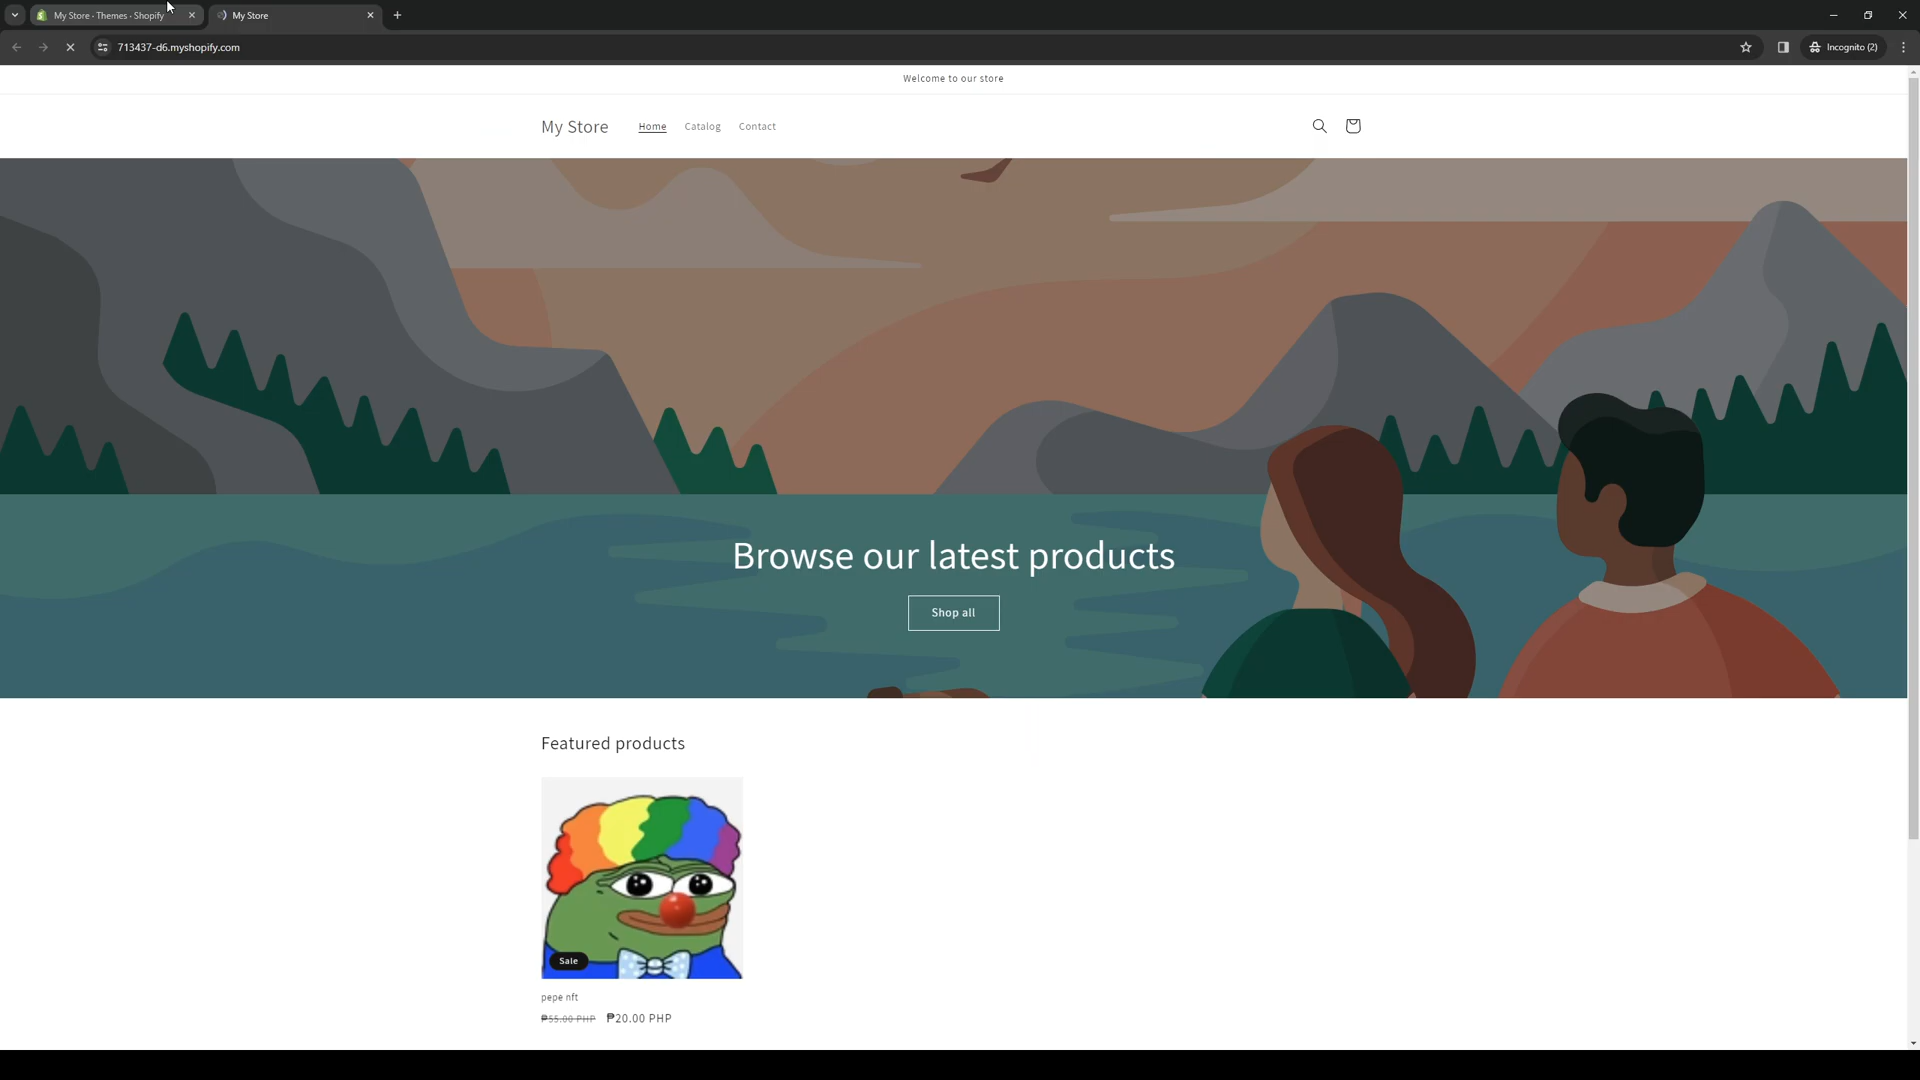 My Store · Themes · Shopify
My Store
713437-d6.myshopify.com
Incognito (2)
Welcome to our store
My Store
Home
Catalog
Contact
Browse our latest products
Shop all
Featured products
Sale
pepe nft
₱55.00 PHP ₱20.00 PHP